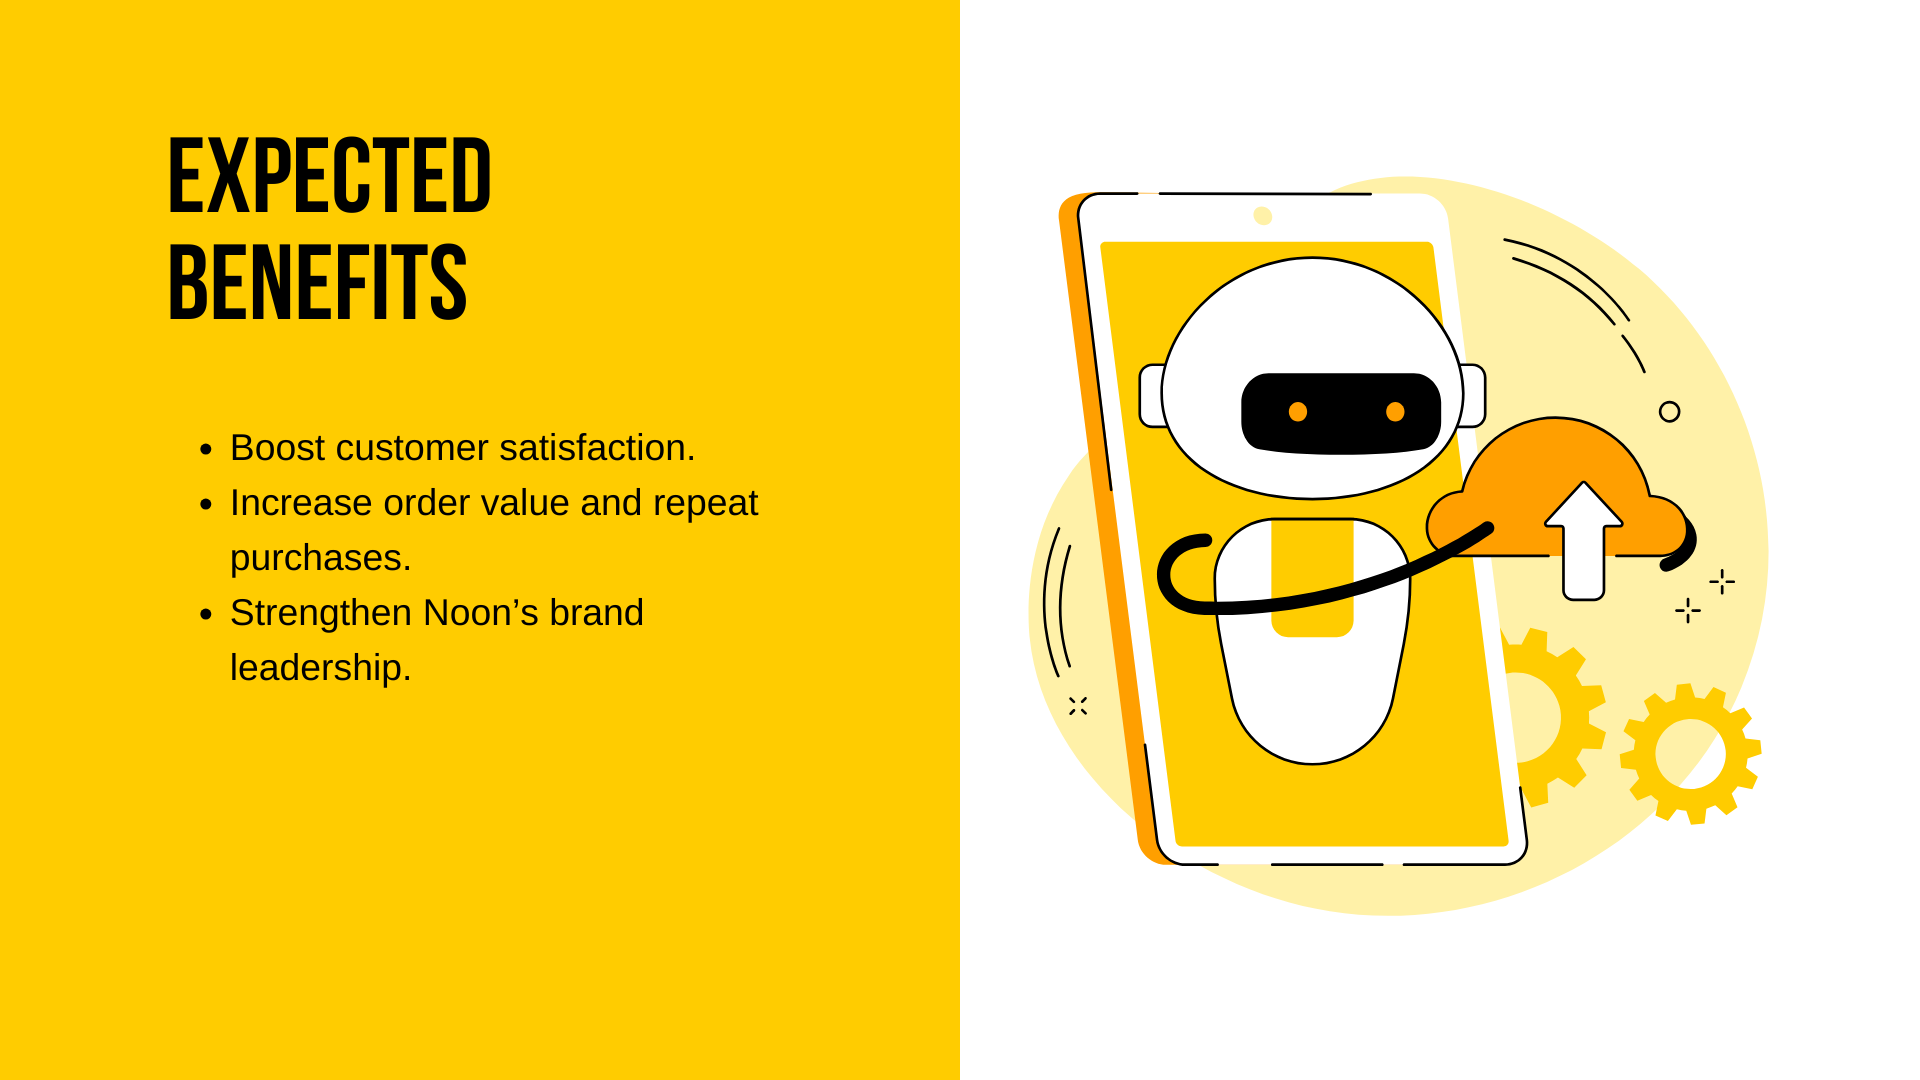 EXPECTED
BENEFITS
• Boost customer satisfaction.
• Increase order value and repeat
purchases.
• Strengthen Noon’s brand
leadership.